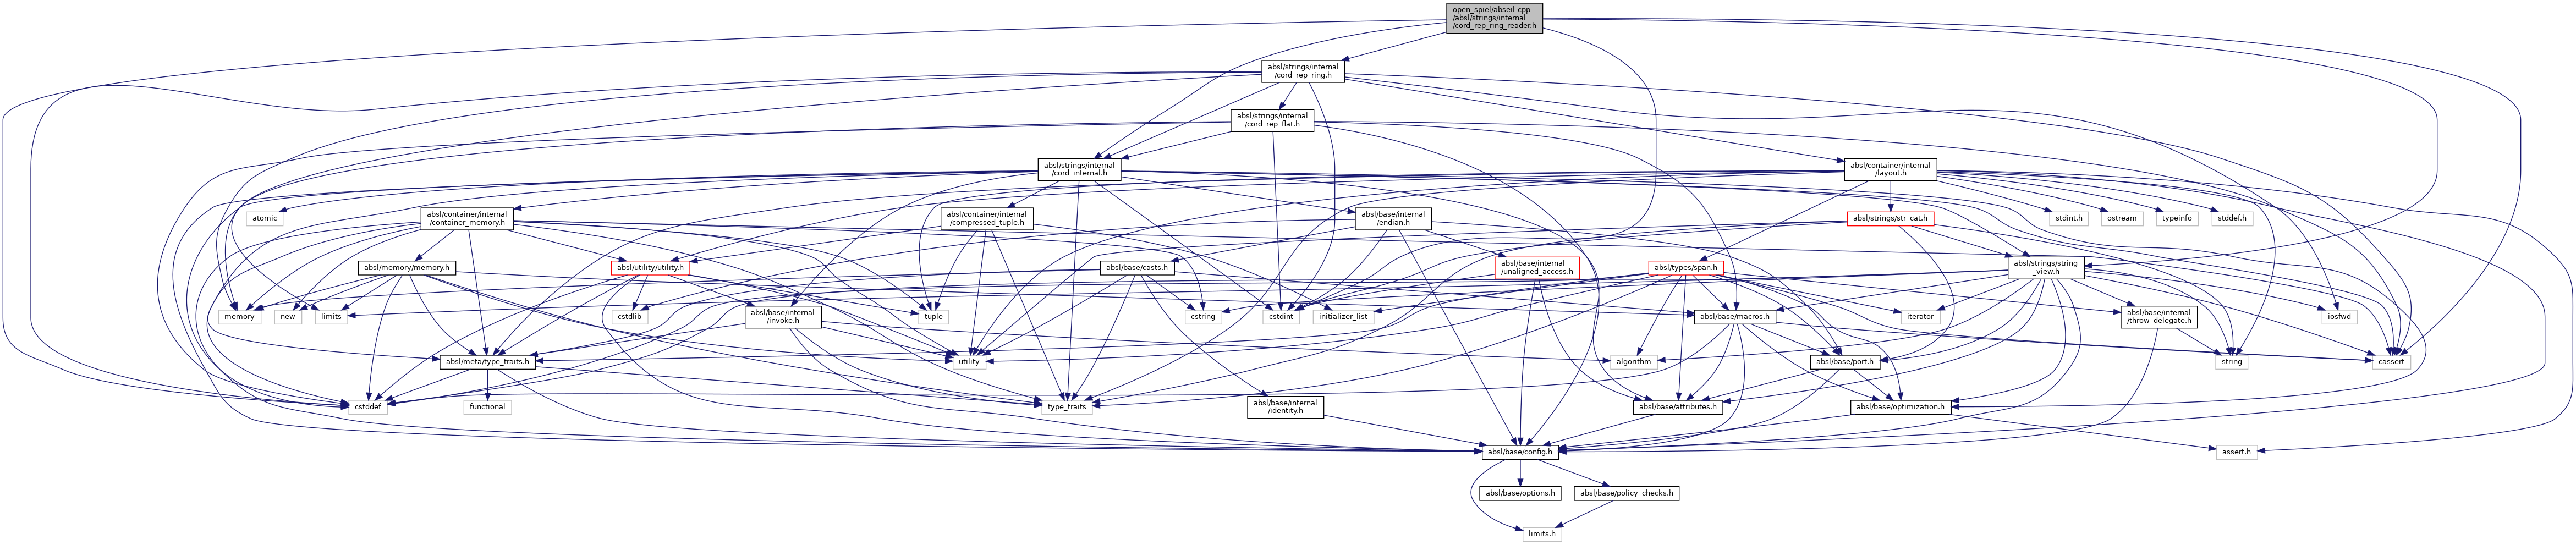 open_spiel/abseil-cpp
/absl/strings/internal
/cord_rep_ring_reader.h
absl/strings/internal
/cord_rep_ring.h
absl/strings/internal
/cord_rep_flat.h
absl/strings/internal
/cord_internal.h
absl/container/internal
/layout.h
atomic
absl/container/internal
/container_memory.h
absl/container/internal
/compressed_tuple.h
absl/base/internal
/endian.h
absl/strings/str_cat.h
stdint.h
ostream
typeinfo
stddef.h
absl/memory/memory.h
absl/utility/utility.h
absl/base/casts.h
absl/base/internal
/unaligned_access.h
absl/types/span.h
absl/strings/string
_view.h
memory
new
limits
cstdlib
absl/base/internal
/invoke.h
tuple
cstring
cstdint
initializer_list
absl/base/macros.h
iterator
absl/base/internal
/throw_delegate.h
iosfwd
absl/meta/type_traits.h
utility
algorithm
absl/base/port.h
string
cassert
cstddef
functional
type_traits
absl/base/internal
/identity.h
absl/base/attributes.h
absl/base/optimization.h
absl/base/config.h
assert.h
absl/base/options.h
absl/base/policy_checks.h
limits.h